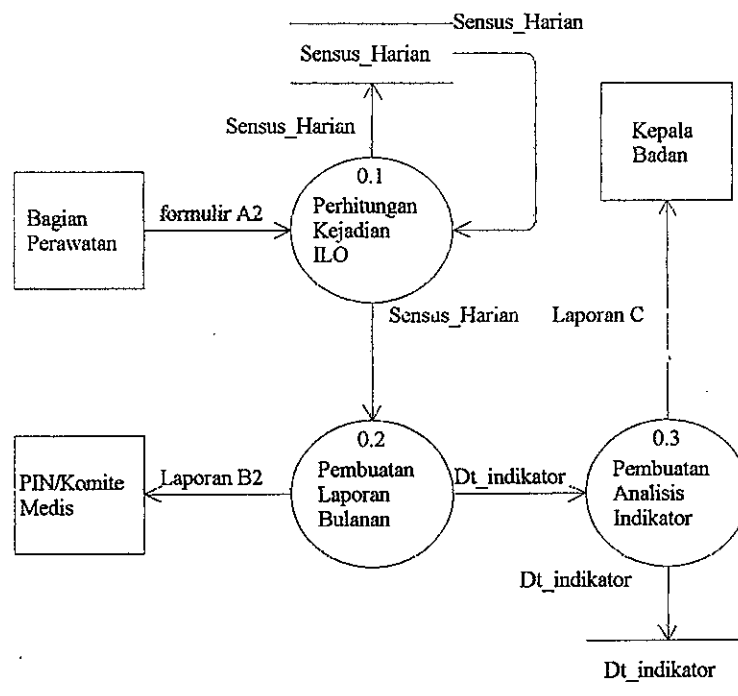 Sensus_Harian
Sensus_Harian
Sensus_Harian
Kepala
Badan
0.1
Perhitungan
Kejadian
ILO
Bagian
Perawatan
formulir A2
Sensus_Harian
Laporan C
0.2
Pembuatan
Laporan
Bulanan
PIN/Komite
Medis
Laporan B2
Dt_indikator
0.3
Pembuatan
Analisis
Indikator
Dt_indikator
Dt_indikator